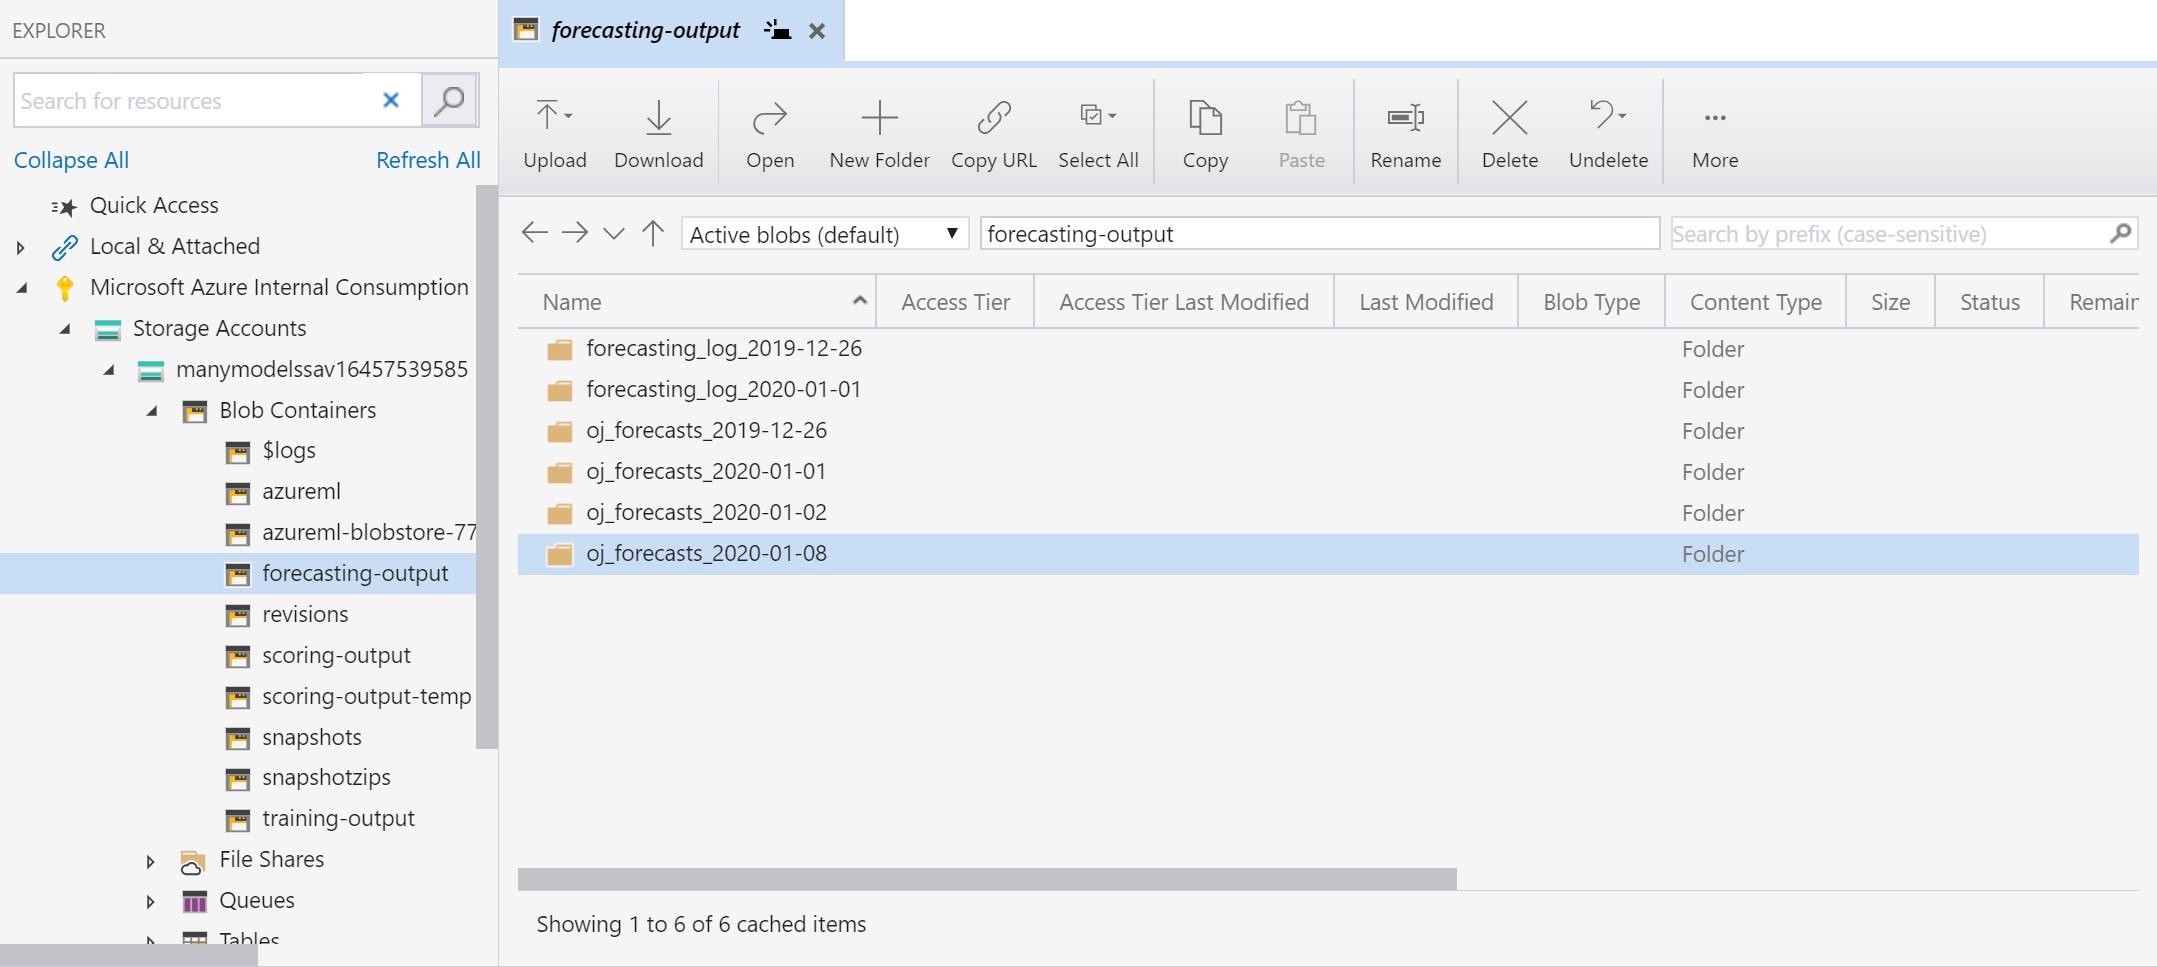 EXPLORER
Search for resources
Collapse All Refresh All
Quick Access
Local & Attached
Microsoft Azure Internal Consumption
Storage Accounts
manymodelssav16457539585
Blob Containers
$logs
azureml
azureml-blobstore-77
forecasting-output
revisions
scoring-output
scoring-output-temp
snapshots
snapshotzips
training-output
File Shares
Queues
Tables
forecasting-output
Upload Download Open New Folder Copy URL Select All Copy Paste Rename Delete Undelete More
Active blobs (default) forecasting-output Search by prefix (case-sensitive)
Name Access Tier Access Tier Last Modified Last Modified Blob Type Content Type Size Status Remain
forecasting_log_2019-12-26 Folder
forecasting_log_2020-01-01 Folder
oj_forecasts_2019-12-26 Folder
oj_forecasts_2020-01-01 Folder
oj_forecasts_2020-01-02 Folder
oj_forecasts_2020-01-08 Folder
Showing 1 to 6 of 6 cached items